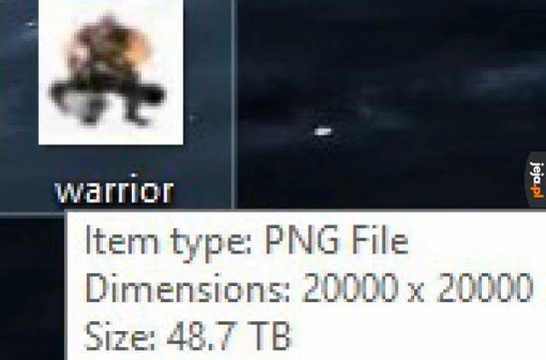 warrior
jeja.pl
Item type: PNG File
Dimensions: 20000 x 20000
Size: 48.7 TB